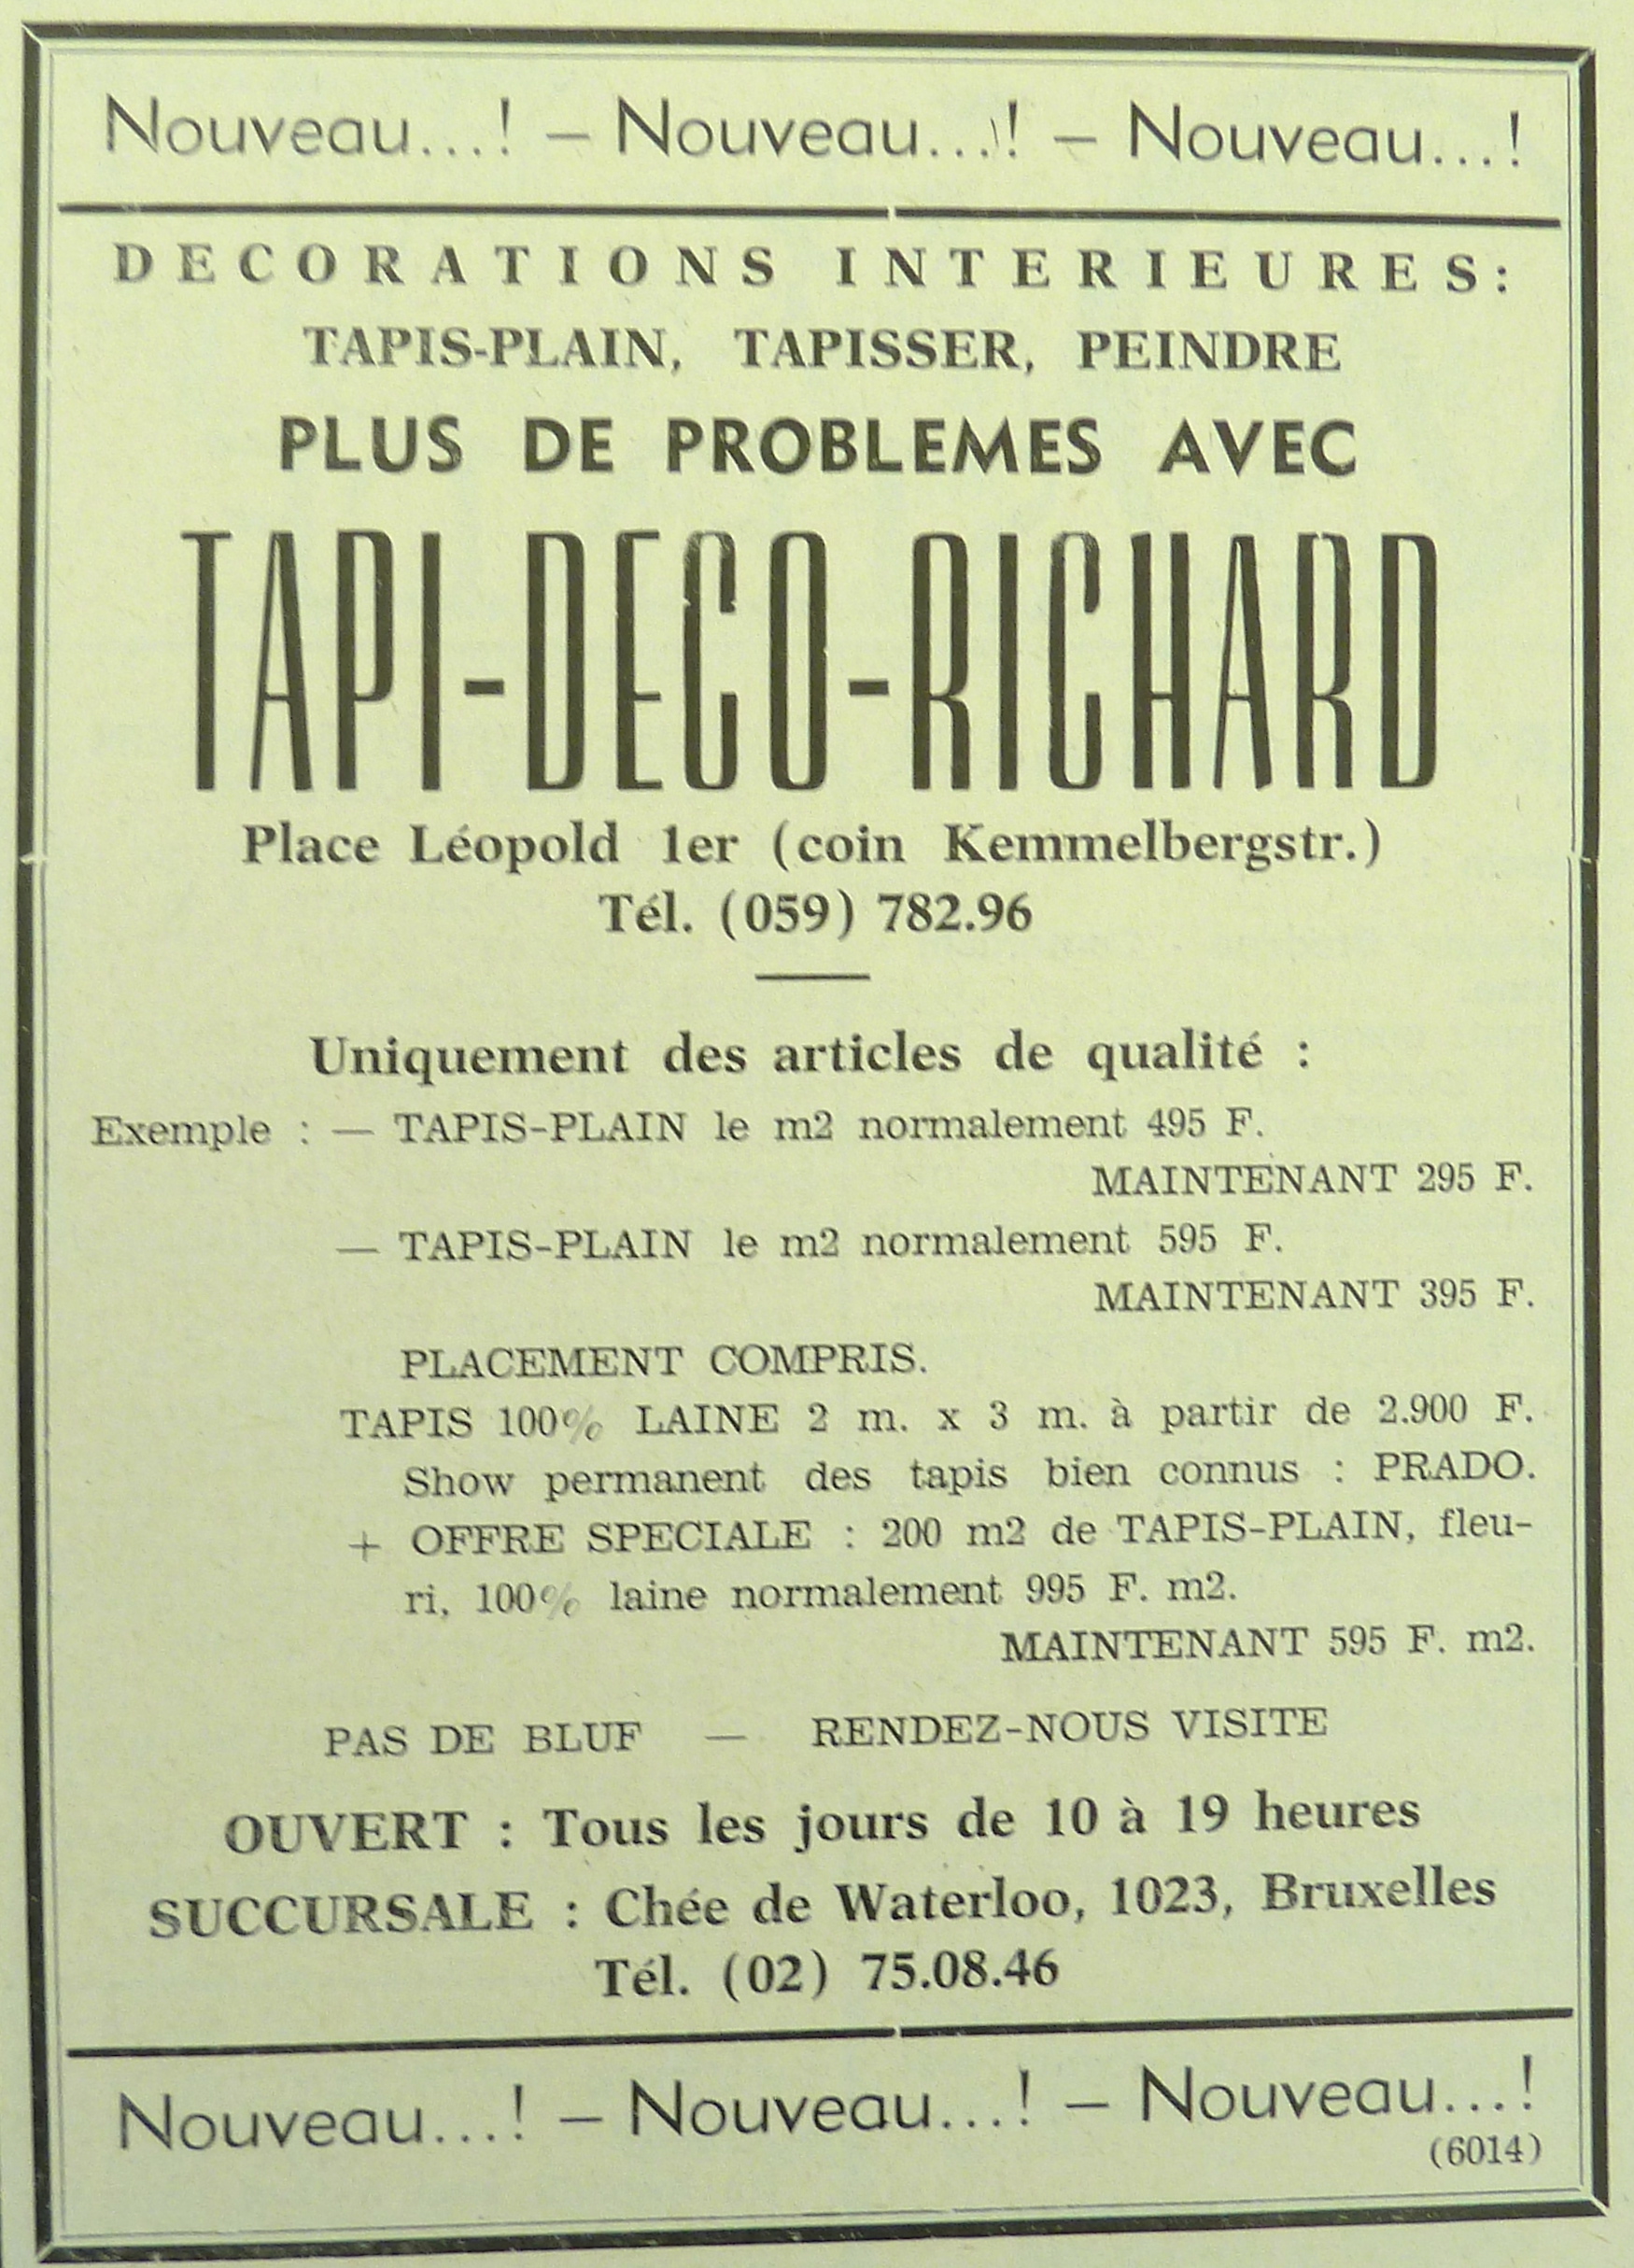 Nouveau...! – Nouveau...! – Nouveau...!
DECORATIONS INTERIEURES:
TAPIS-PLAIN, TAPISSER, PEINDRE
PLUS DE PROBLEMES AVEC
TAPI-DECO-RICHARD
Place Léopold 1er (coin Kemmelbergstr.)
Tél. (059) 782.96
Uniquement des articles de qualité :
Exemple : — TAPIS-PLAIN le m2 normalement 495 F.
MAINTENANT 295 F.
— TAPIS-PLAIN le m2 normalement 595 F.
MAINTENANT 395 F.
PLACEMENT COMPRIS.
TAPIS 100% LAINE 2 m. x 3 m. à partir de 2.900 F.
Show permanent des tapis bien connus : PRADO.
+ OFFRE SPECIALE : 200 m2 de TAPIS-PLAIN, fleu-
ri, 100% laine normalement 995 F. m2.
MAINTENANT 595 F. m2.
PAS DE BLUF — RENDEZ-NOUS VISITE
OUVERT : Tous les jours de 10 à 19 heures
SUCCURSALE : Chée de Waterloo, 1023, Bruxelles
Tél. (02) 75.08.46
Nouveau...! – Nouveau...! – Nouveau...!
(6014)